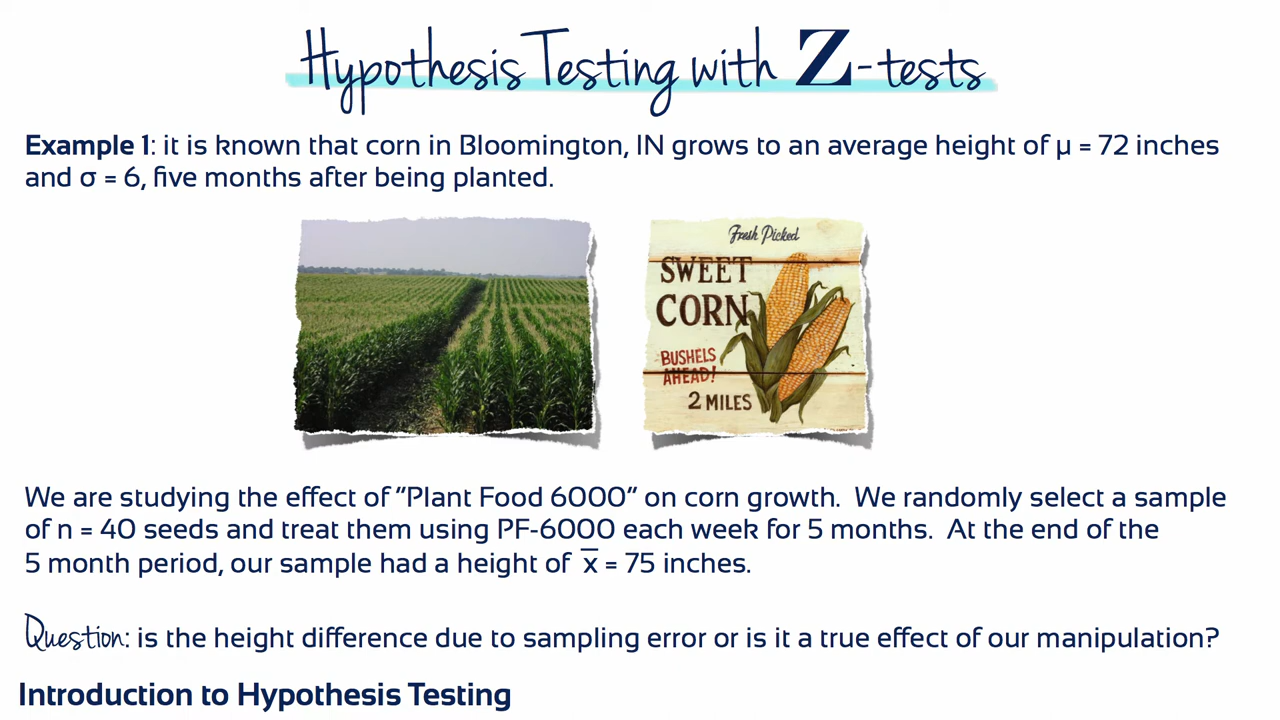 Hypothesis Testing with Z-tests
Example 1: it is known that corn in Bloomington, IN grows to an average height of μ = 72 inches
and σ = 6, five months after being planted.
Fresh Picked
SWEET
CORN
BUSHELS
AHEAD!
2 MILES
We are studying the effect of “Plant Food 6000” on corn growth. We randomly select a sample
of n = 40 seeds and treat them using PF-6000 each week for 5 months. At the end of the
5 month period, our sample had a height of x̅ = 75 inches.
Question: is the height difference due to sampling error or is it a true effect of our manipulation?
Introduction to Hypothesis Testing